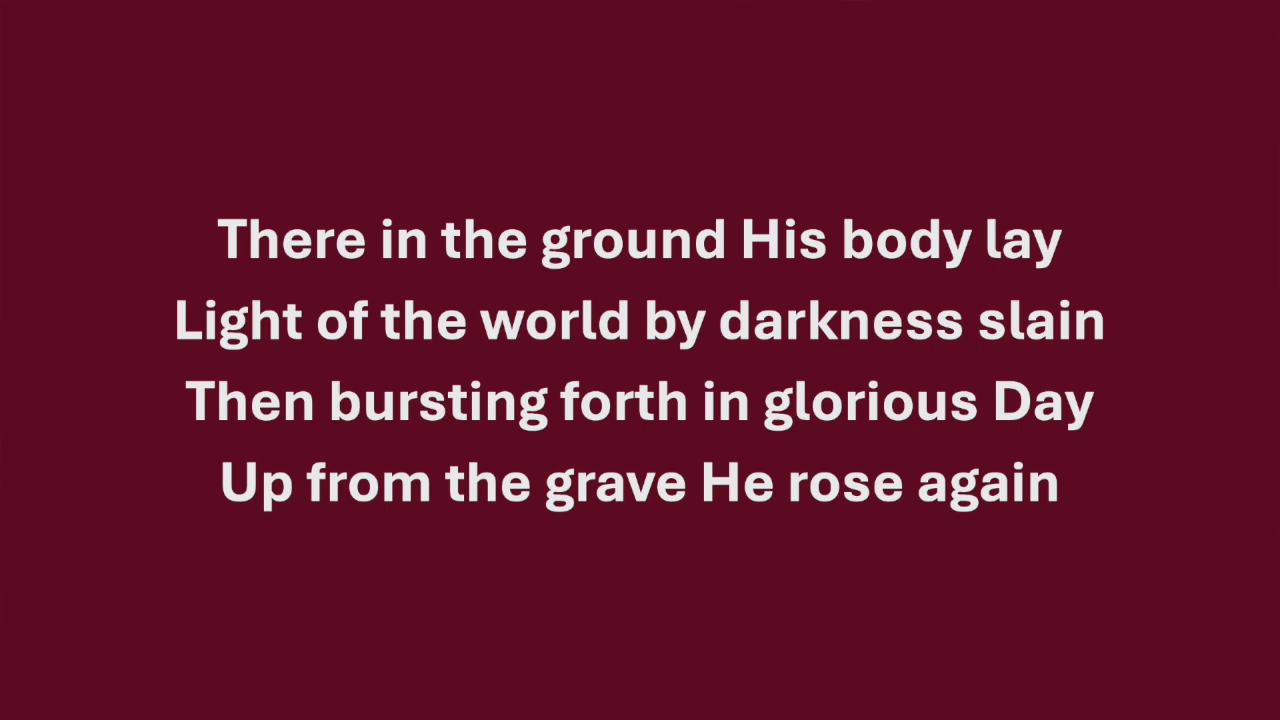 There in the ground His body lay
Light of the world by darkness slain
Then bursting forth in glorious Day
Up from the grave He rose again